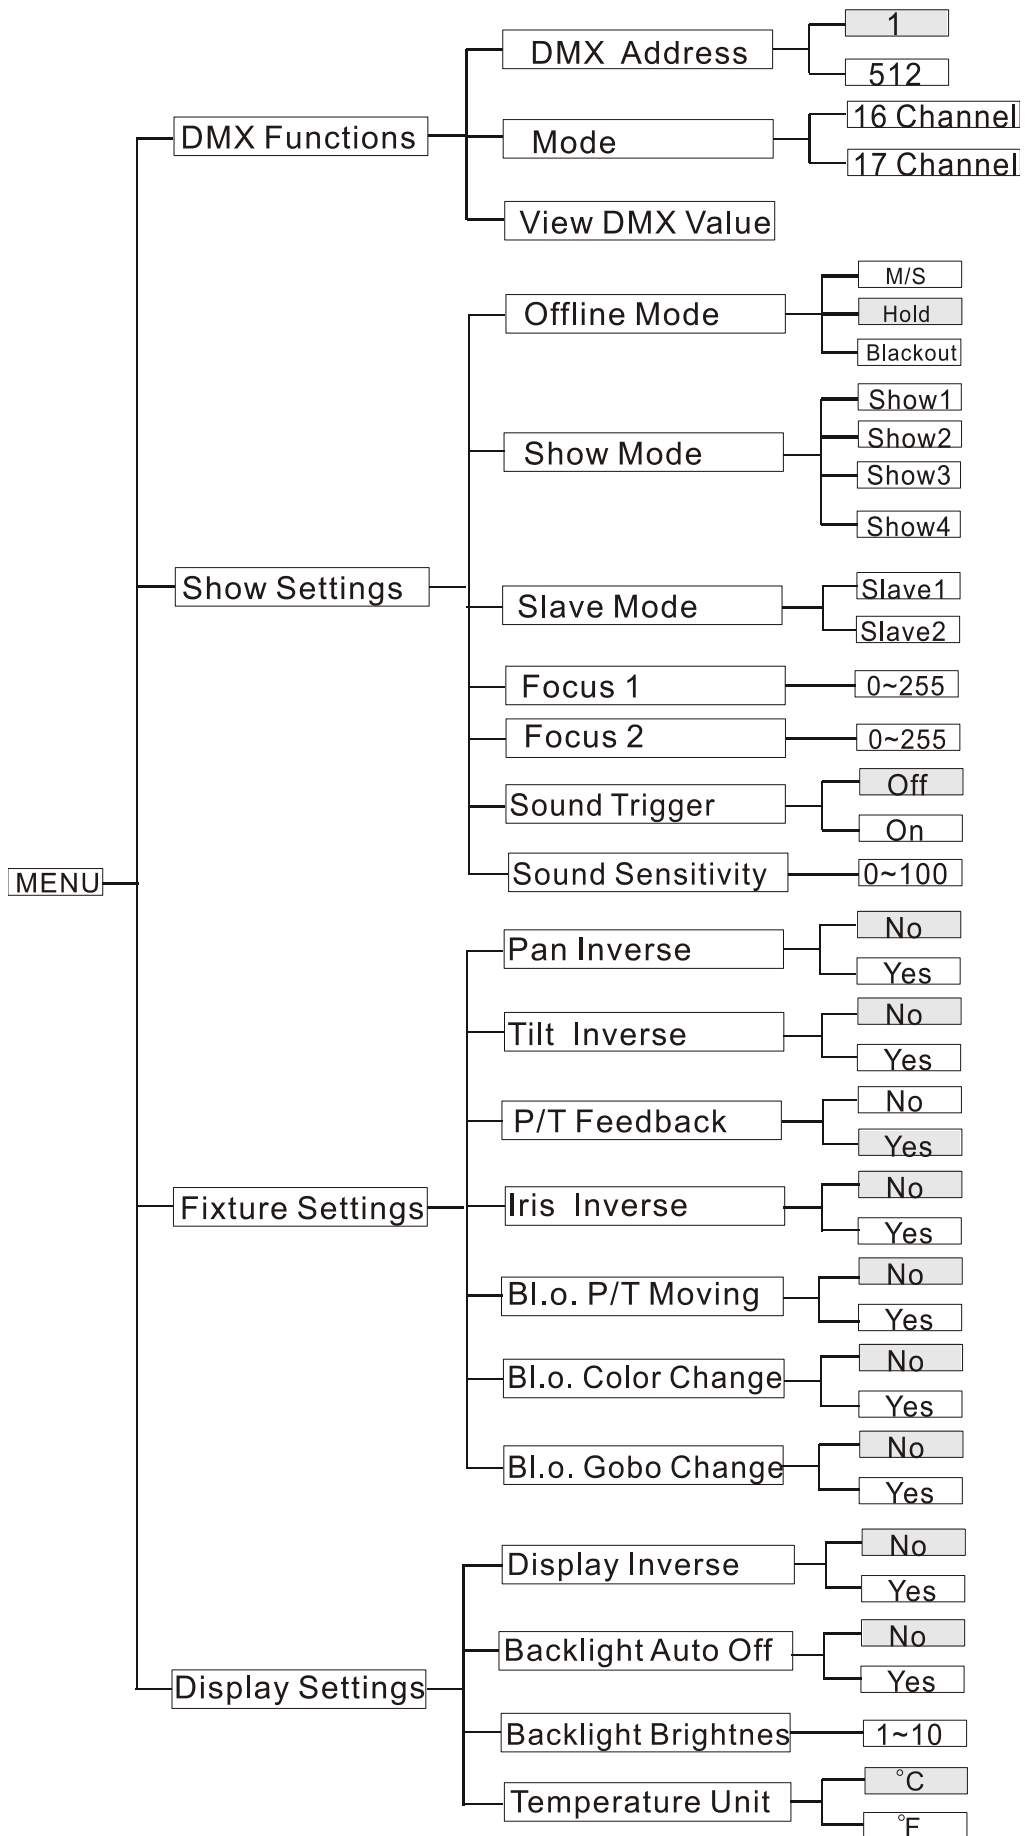 MENU
DMX Functions
DMX Address
1
512
Mode
16 Channel
17 Channel
View DMX Value
Show Settings
Offline Mode
M/S
Hold
Blackout
Show Mode
Show1
Show2
Show3
Show4
Slave Mode
Slave1
Slave2
Focus 1
0~255
Focus 2
0~255
Sound Trigger
Off
On
Sound Sensitivity
0~100
Fixture Settings
Pan Inverse
No
Yes
Tilt Inverse
No
Yes
P/T Feedback
No
Yes
Iris Inverse
No
Yes
Bl.o. P/T Moving
No
Yes
Bl.o. Color Change
No
Yes
Bl.o. Gobo Change
No
Yes
Display Settings
Display Inverse
No
Yes
Backlight Auto Off
No
Yes
Backlight Brightnes
1~10
Temperature Unit
°C
°F